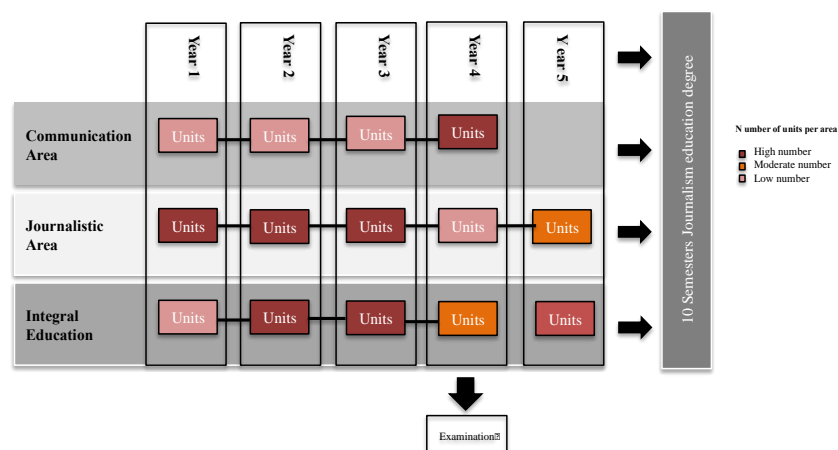 Year 1
Year 2
Year 3
Year 4
Y ear 5
Communication
Area
Units
Units
Units
Units
Journalistic
Area
Units
Units
Units
Units
Units
Integral
Education
Units
Units
Units
Units
Units
Examination
10 Semesters Journalism education degree
N umber of units per area
High number
Moderate number
Low number